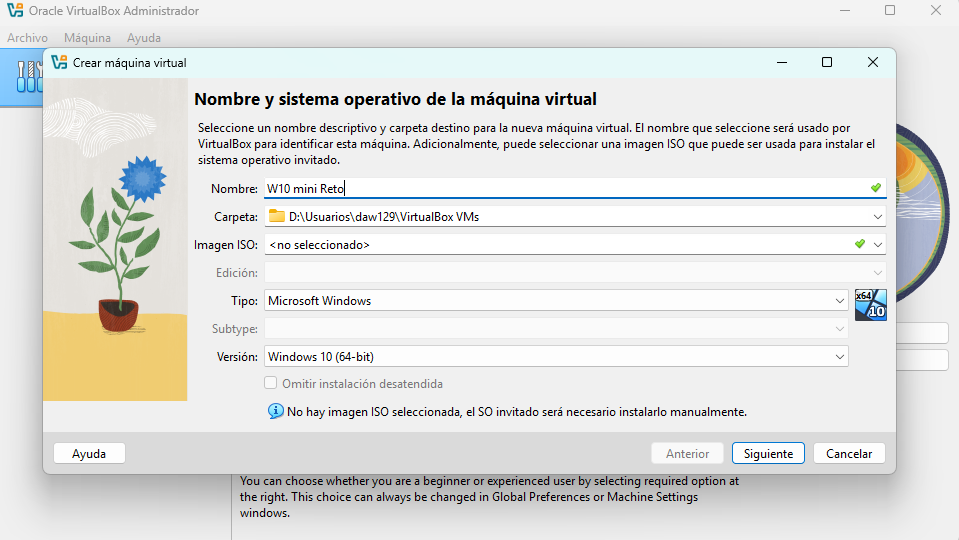 Oracle VirtualBox Administrador
Archivo Máquina Ayuda
Crear máquina virtual
Nombre y sistema operativo de la máquina virtual
Seleccione un nombre descriptivo y carpeta destino para la nueva máquina virtual. El nombre que seleccione será usado por
VirtualBox para identificar esta máquina. Adicionalmente, puede seleccionar una imagen ISO que puede ser usada para instalar el
sistema operativo invitado.
Nombre: W10 mini Reto
Carpeta: D:\Usuarios\daw129\VirtualBox VMs
Imagen ISO: <no seleccionado>
Edición:
Tipo: Microsoft Windows
x64
10
Subtype:
Versión: Windows 10 (64-bit)
Omitir instalación desatendida
No hay imagen ISO seleccionada, el SO invitado será necesario instalarlo manualmente.
Ayuda Anterior Siguiente Cancelar
You can choose whether you are a beginner or experienced user by selecting required option at
the right. This choice can always be changed in Global Preferences or Machine Settings
windows.